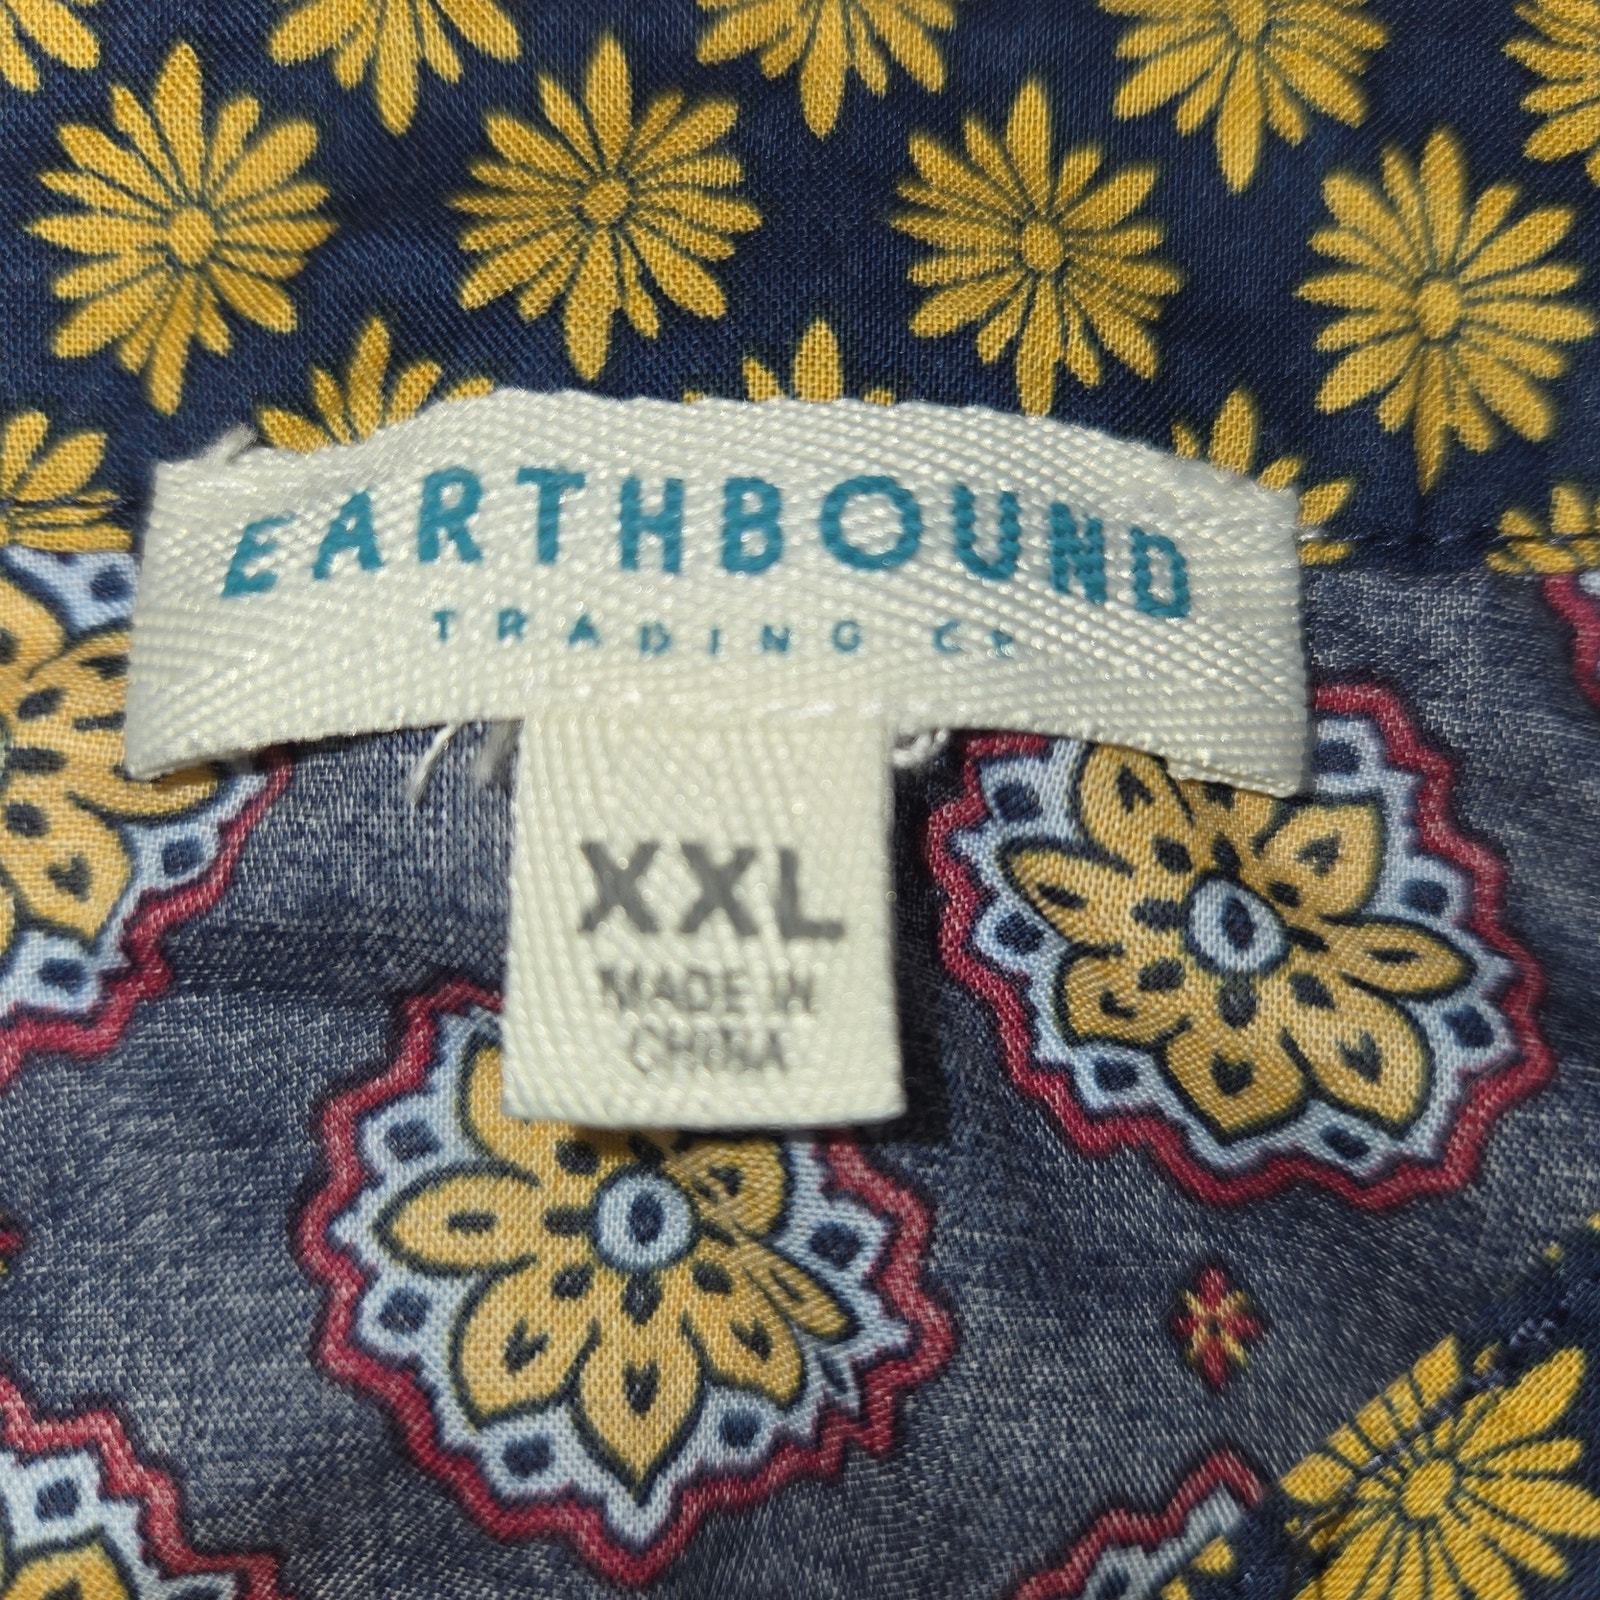 EARTHBOUND
TRADING CO
XXL
MADE IN
CHINA